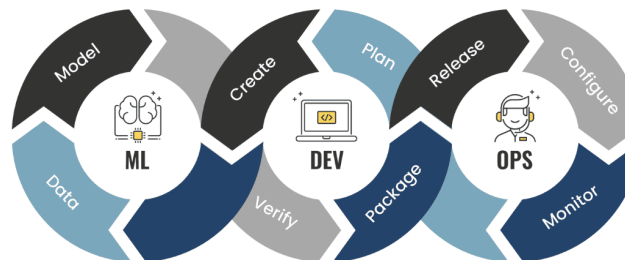 Model
Create
Plan
Release
Configure
ML
DEV
OPS
Data
Verify
Package
Monitor